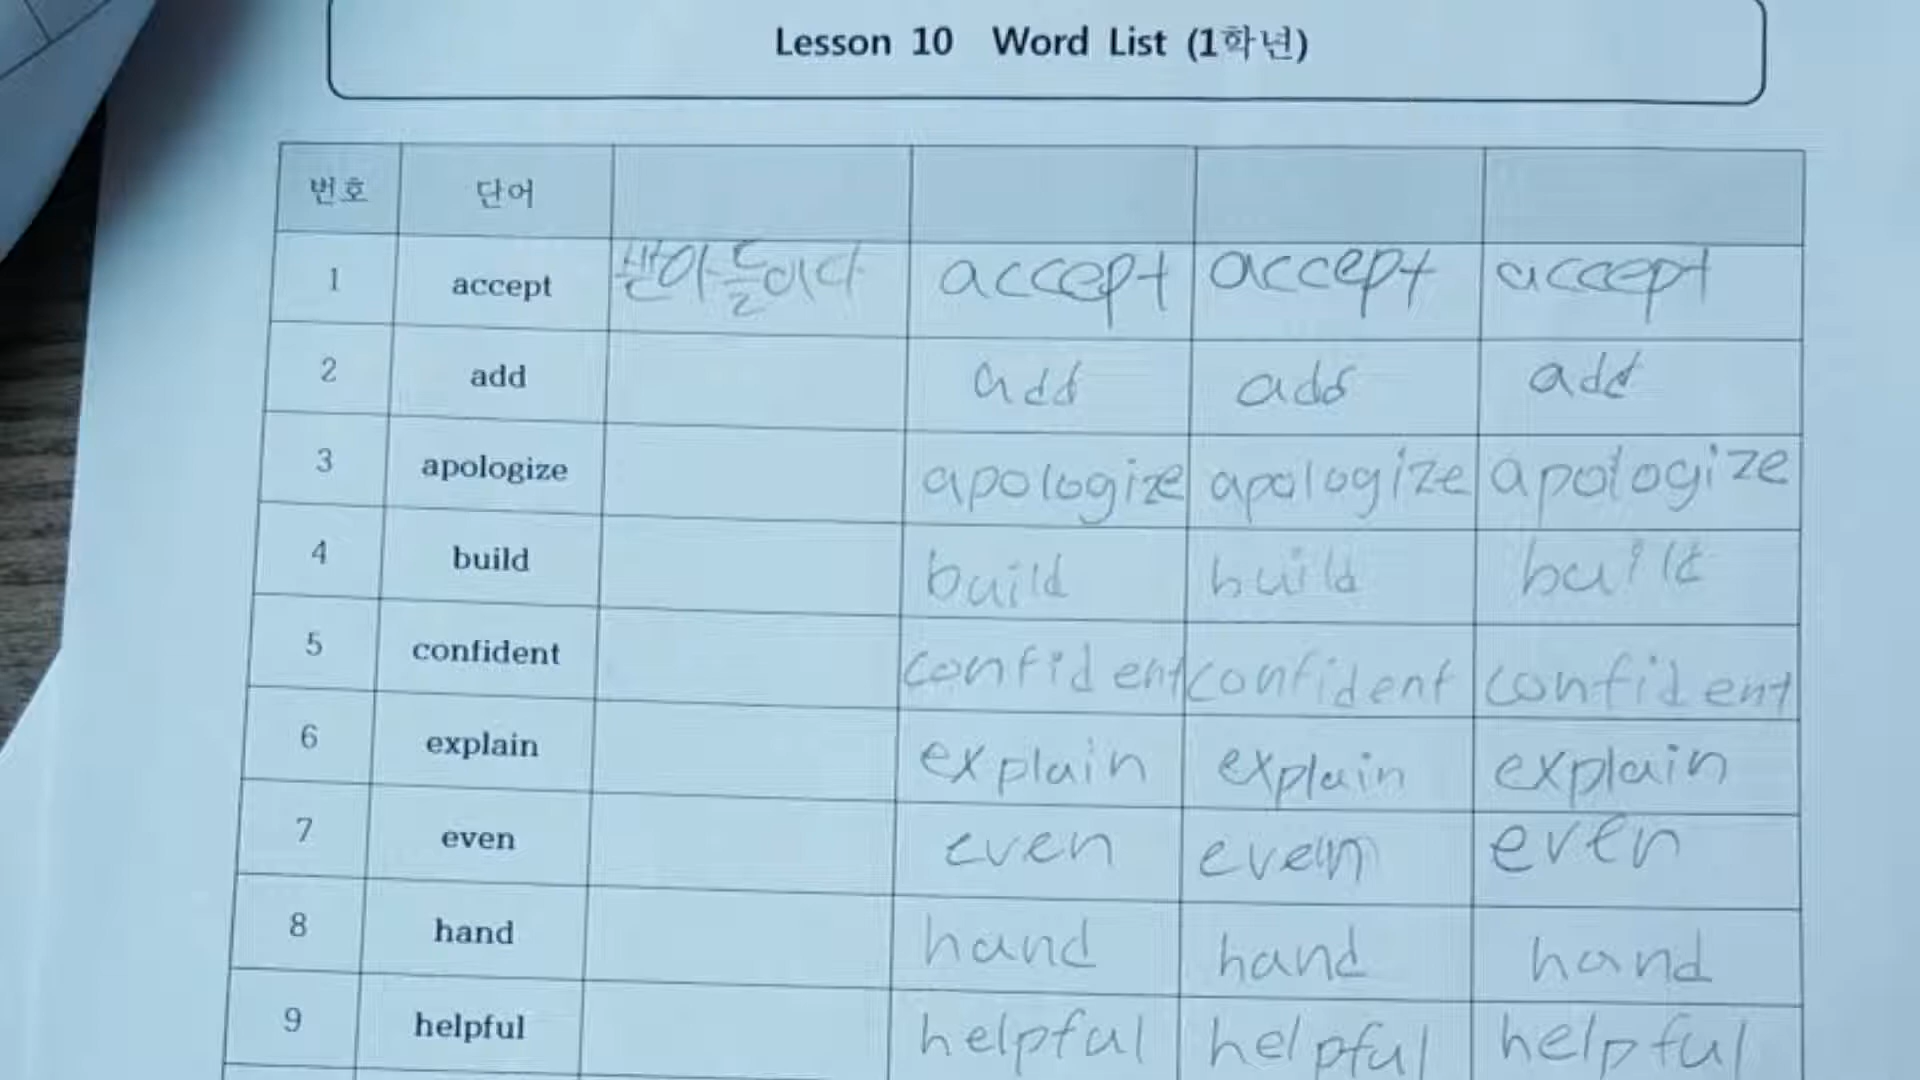 Lesson 10 Word List (1학년)
번호 단어
1 accept 받아들이다 accept accept accept
2 add add add add
3 apologize apologize apologize apologize
4 build build build build
5 confident confident confident confident
6 explain explain explain explain
7 even even even even
8 hand hand hand hand
9 helpful helpful helpful helpful